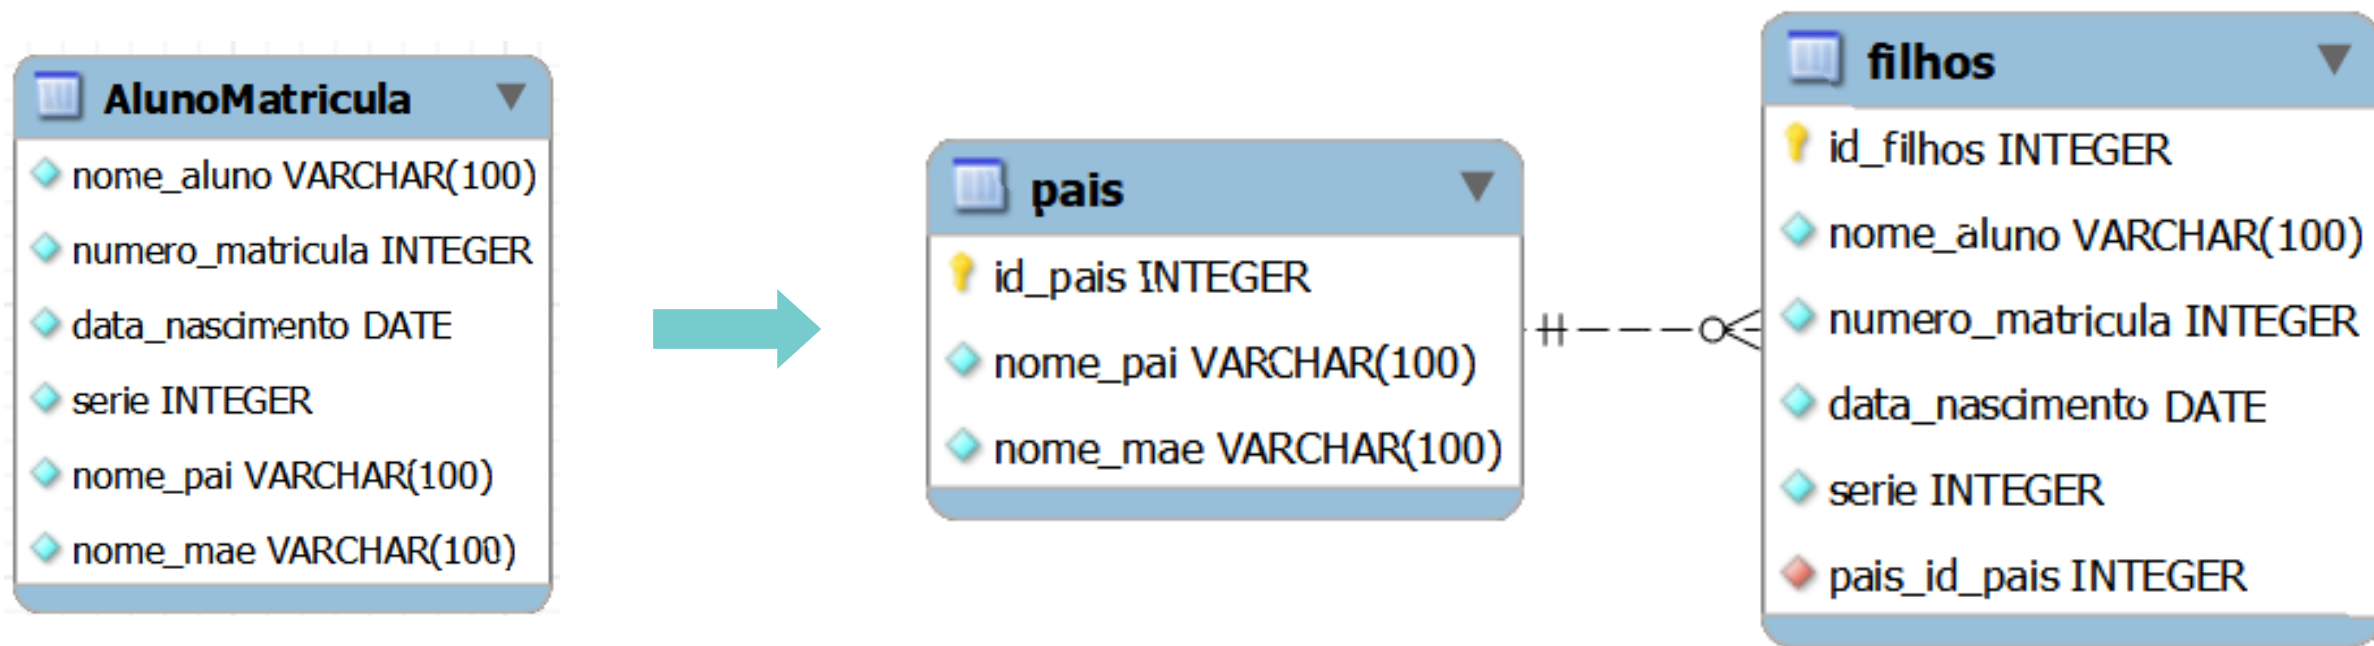 AlunoMatricula
nome_aluno VARCHAR(100)
numero_matricula INTEGER
data_nascimento DATE
serie INTEGER
nome_pai VARCHAR(100)
nome_mae VARCHAR(100)
pais
id_pais INTEGER
nome_pai VARCHAR(100)
nome_mae VARCHAR(100)
filhos
id_filhos INTEGER
nome_aluno VARCHAR(100)
numero_matricula INTEGER
data_nascimento DATE
serie INTEGER
pais_id_pais INTEGER